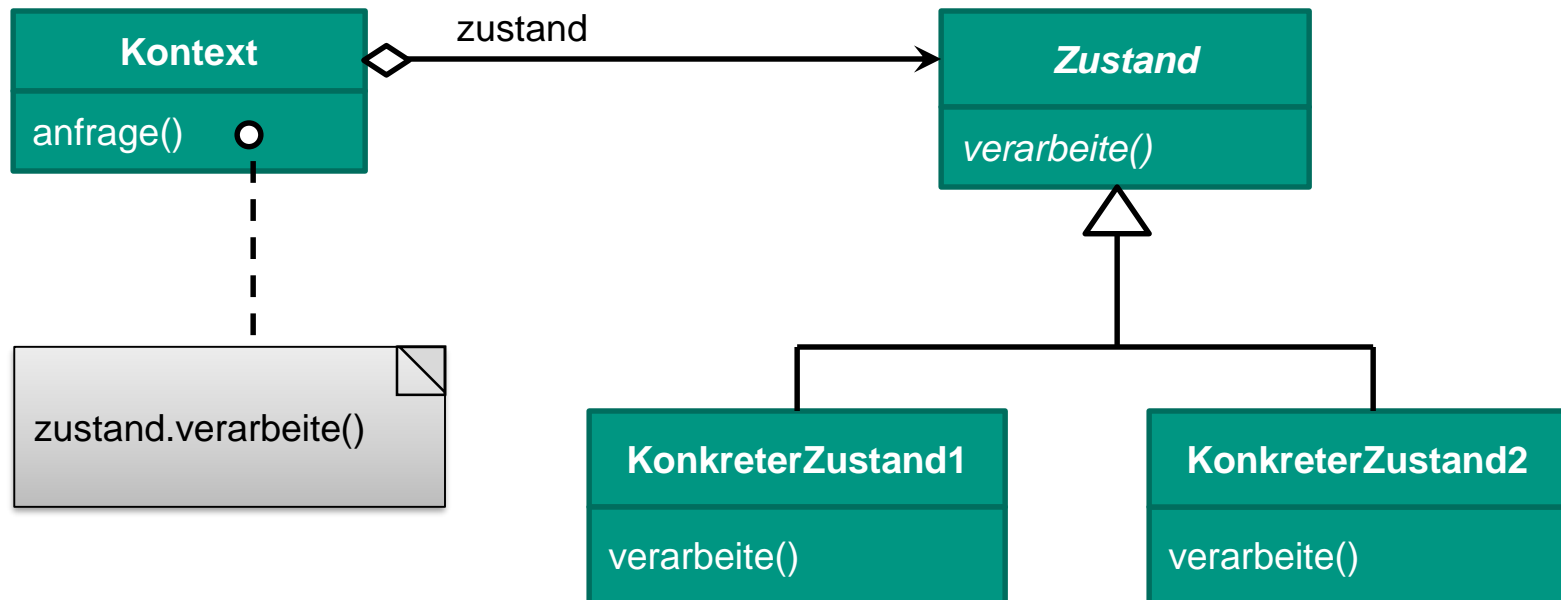 zustand
Kontext
anfrage()
Zustand
verarbeite()
zustand.verarbeite()
KonkreterZustand1
verarbeite()
KonkreterZustand2
verarbeite()